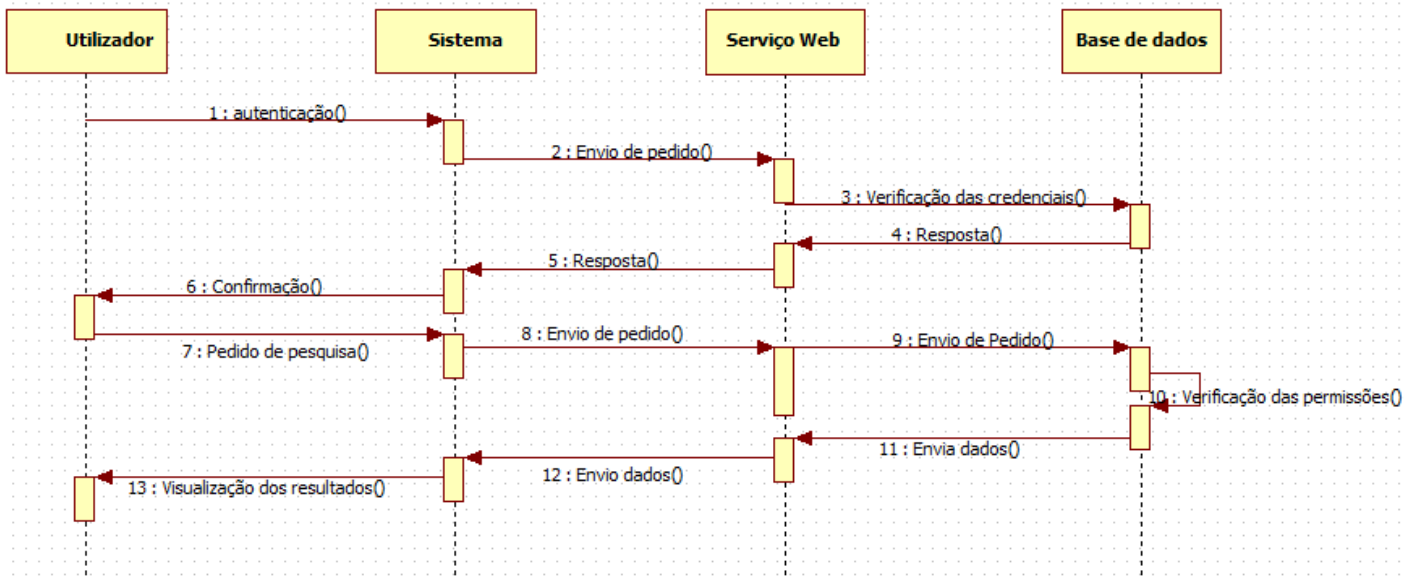 Utilizador
Sistema
Serviço Web
Base de dados
1 : autenticação()
2 : Envio de pedido()
3 : Verificação das credenciais()
4 : Resposta()
5 : Resposta()
6 : Confirmação()
7 : Pedido de pesquisa()
8 : Envio de pedido()
9 : Envio de Pedido()
10 : Verificação das permissões()
11 : Envia dados()
12 : Envio dados()
13 : Visualização dos resultados()